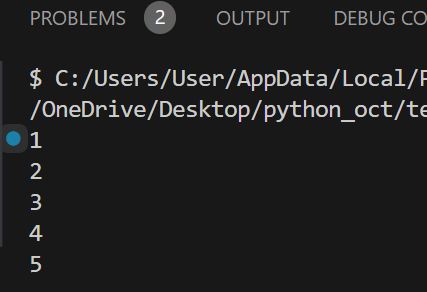 PROBLEMS 2 OUTPUT DEBUG CO
$ C:/Users/User/AppData/Local/P
/OneDrive/Desktop/python_oct/te
1
2
3
4
5